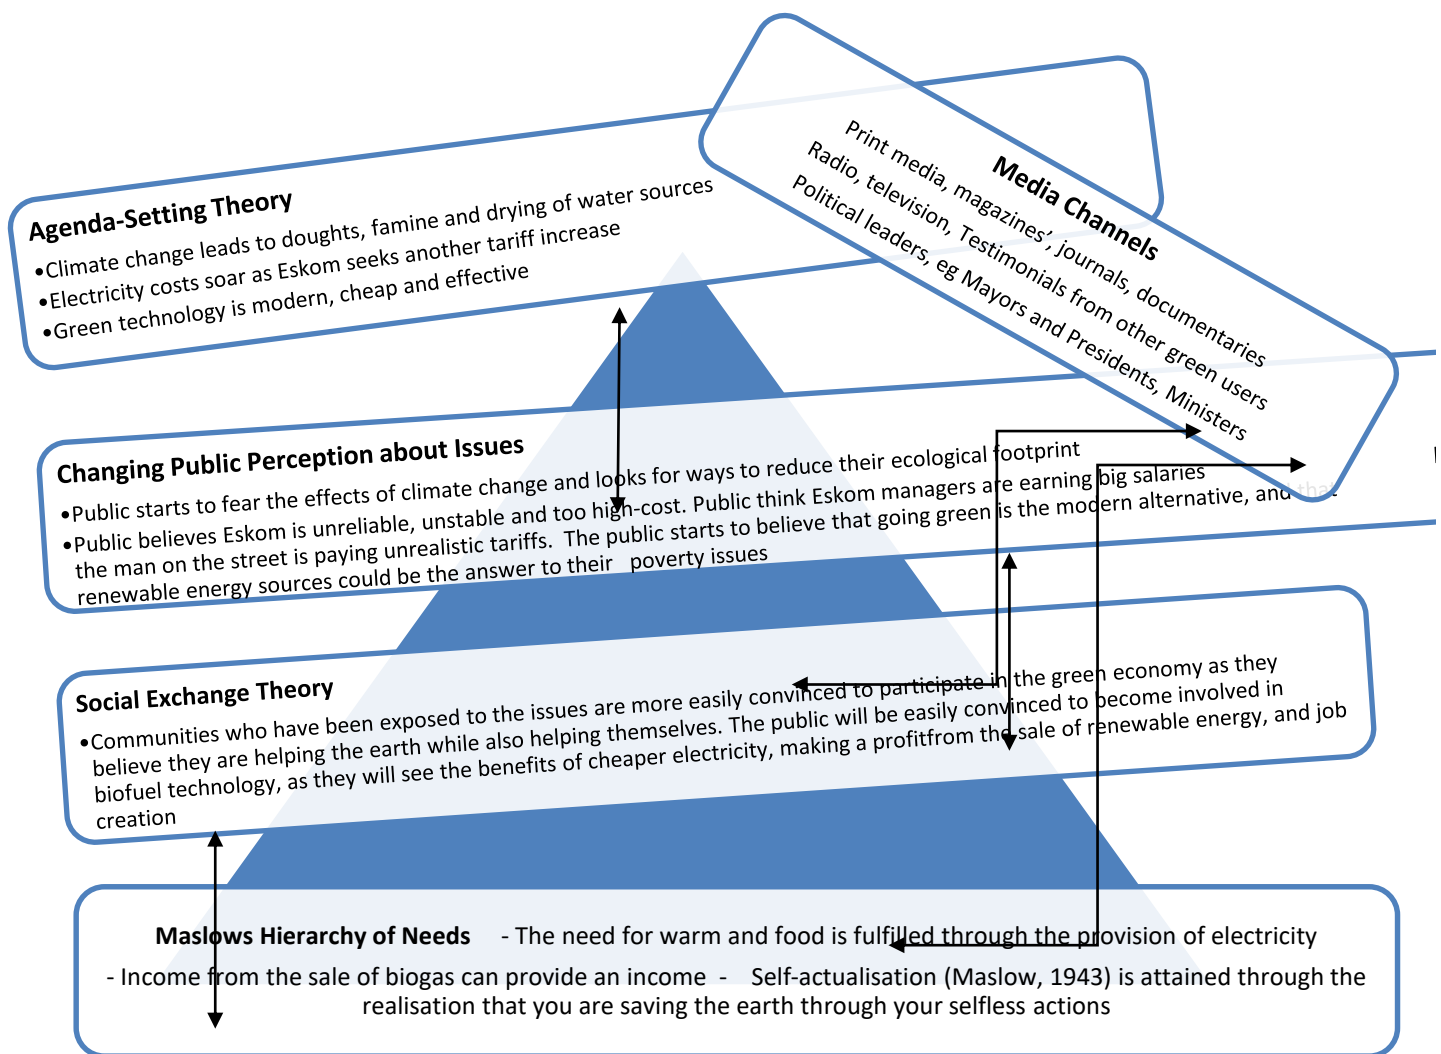 Agenda-Setting Theory
•Climate change leads to doughts, famine and drying of water sources
•Electricity costs soar as Eskom seeks another tariff increase
•Green technology is modern, cheap and effective
Media Channels
Print media, magazines’, journals, documentaries
Radio, television, Testimonials from other green users
Political leaders, eg Mayors and Presidents, Ministers
Changing Public Perception about Issues
•Public starts to fear the effects of climate change and looks for ways to reduce their ecological footprint
•Public believes Eskom is unreliable, unstable and too high-cost. Public think Eskom managers are earning big salaries
the man on the street is paying unrealistic tariffs. The public starts to believe that going green is the modern alternative, and that
renewable energy sources could be the answer to their poverty issues
Social Exchange Theory
•Communities who have been exposed to the issues are more easily convinced to participate in the green economy as they
believe they are helping the earth while also helping themselves. The public will be easily convinced to become involved in
biofuel technology, as they will see the benefits of cheaper electricity, making a profitfrom the sale of renewable energy, and job
creation
Maslows Hierarchy of Needs - The need for warm and food is fulfilled through the provision of electricity
- Income from the sale of biogas can provide an income - Self-actualisation (Maslow, 1943) is attained through the
realisation that you are saving the earth through your selfless actions